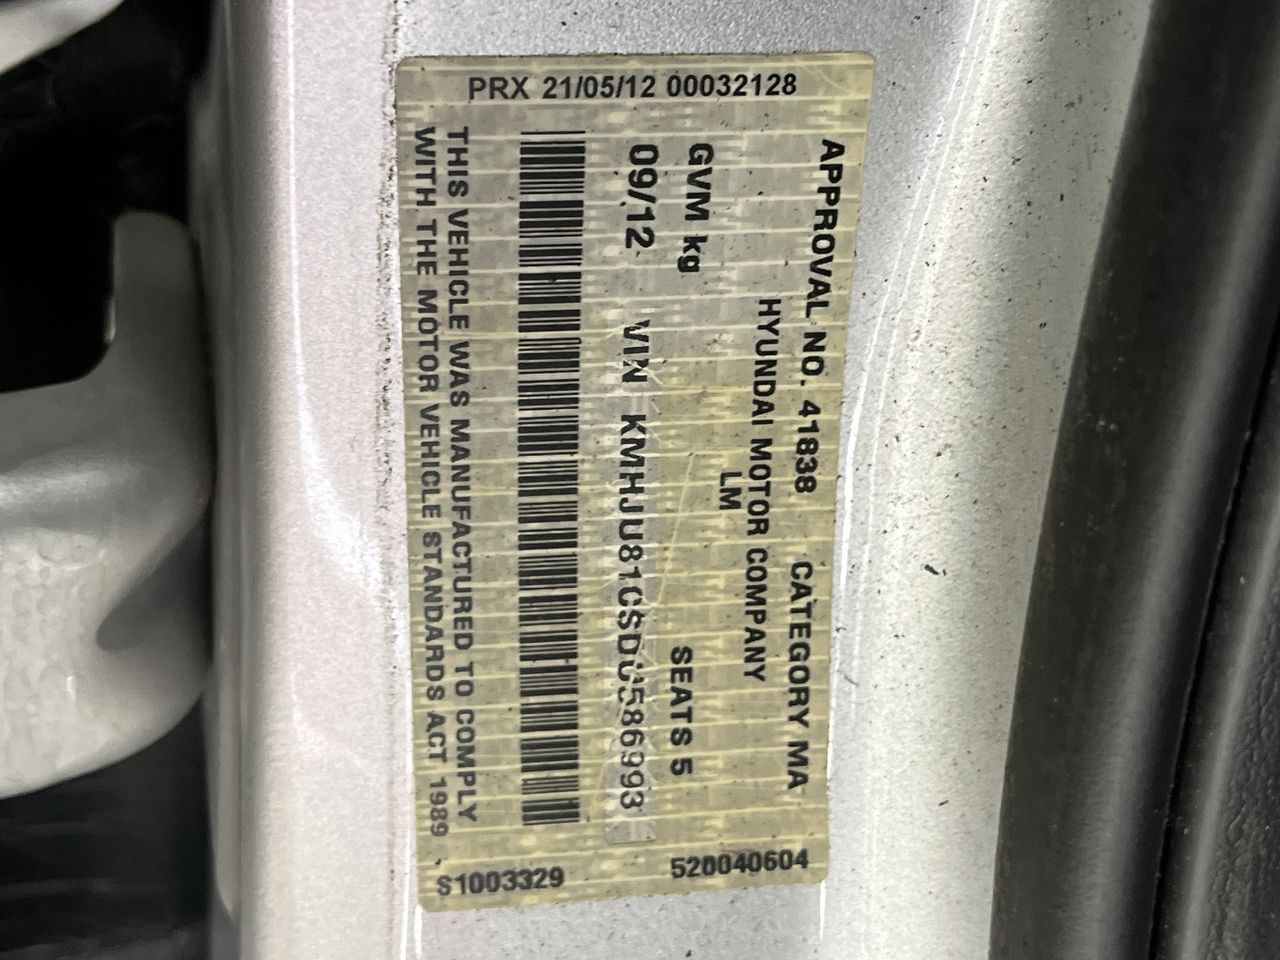 PRX 21/05/12 00032128
APPROVAL NO. 41838 CATEGORY MA
HYUNDAI MOTOR COMPANY
LM
GVM kg SEATS 5
09/12 VIN KMHJU81CSDU586993
THIS VEHICLE WAS MANUFACTURED TO COMPLY
WITH THE MOTOR VEHICLE STANDARDS ACT 1989
520040604
S1003329